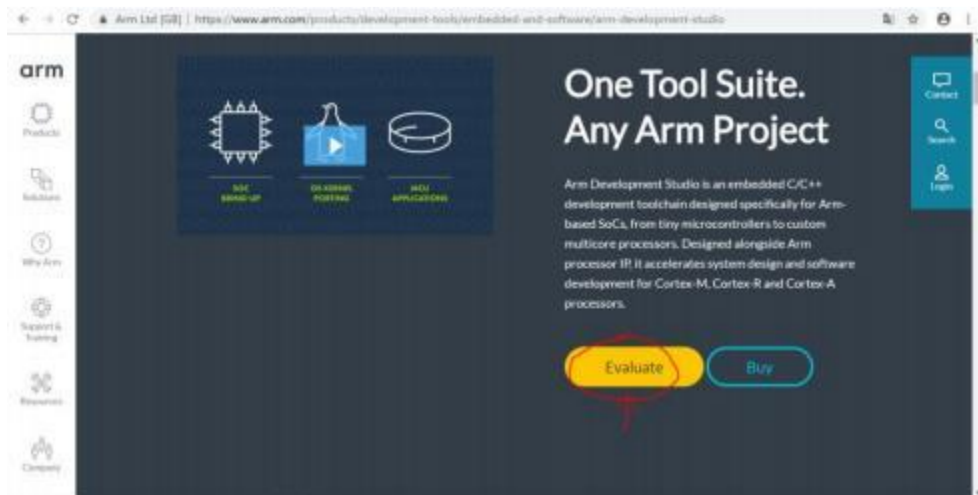 Arm Ltd [GB] | https://www.arm.com/products/development-tools/embedded-and-software/arm-development-studio
arm
Products
Solutions
Why Arm
Support &
Training
Resources
Company
SOC
BRING-UP
OS KERNEL
PORTING
MCU
APPLICATIONS
One Tool Suite.
Any Arm Project
Arm Development Studio is an embedded C/C++
development toolchain designed specifically for Arm-
based SoCs, from tiny microcontrollers to custom
multicore processors. Designed alongside Arm
processor IP, it accelerates system design and software
development for Cortex-M, Cortex-R and Cortex-A
processors.
Evaluate
Buy
Contact
Search
Login